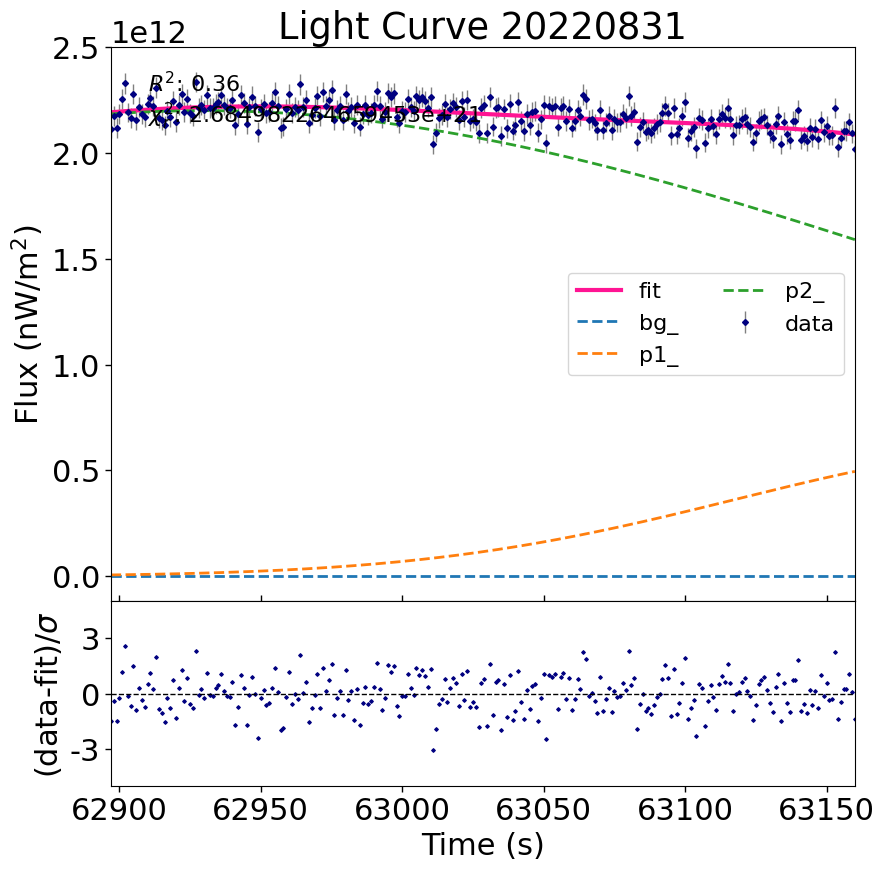 Light Curve 20220831
1e12
2.5
2.0
1.5
1.0
0.5
0.0
Flux (nW/m²)
R²: 0.36
fit
bg_
p1_
p2_
data
3
0
-3
(data-fit)/σ
62900 62950 63000 63050 63100 63150
Time (s)